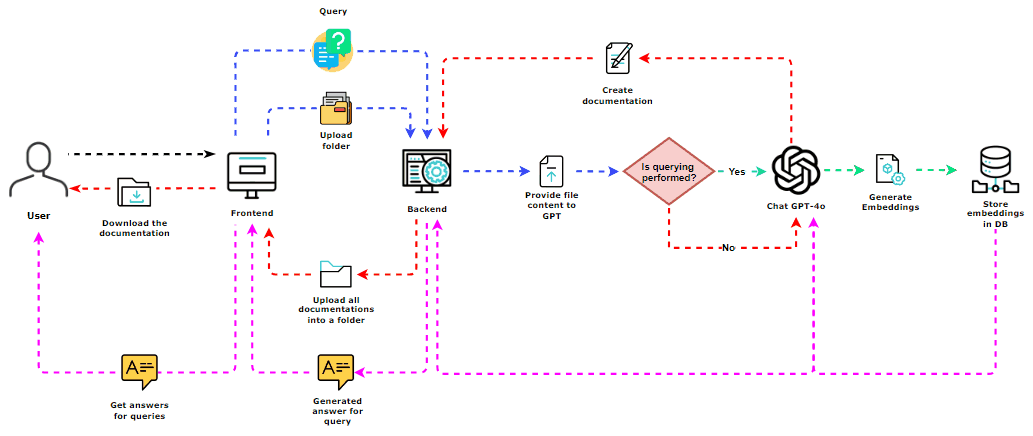 Query
Create
documentation
Upload
folder
Is querying
performed?
Yes
User
Download the
documentation
Frontend
Backend
Provide file
content to
GPT
Chat GPT-4o
Generate
Embeddings
Store
embeddings
in DB
No
Upload all
documentations
into a folder
Get answers
for queries
Generated
answer for
query